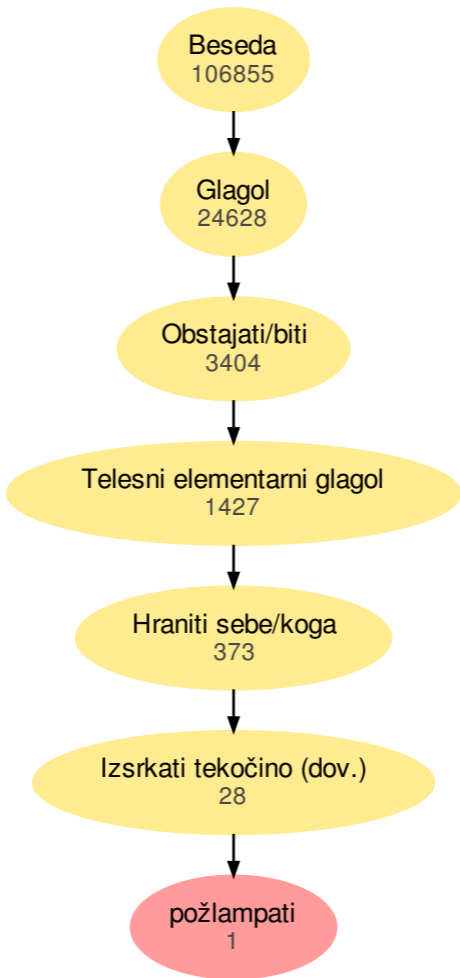 Beseda
106855
Glagol
24628
Obstajati/biti
3404
Telesni elementarni glagol
1427
Hraniti sebe/koga
373
Izsrkati tekočino (dov.)
28
požlampati
1